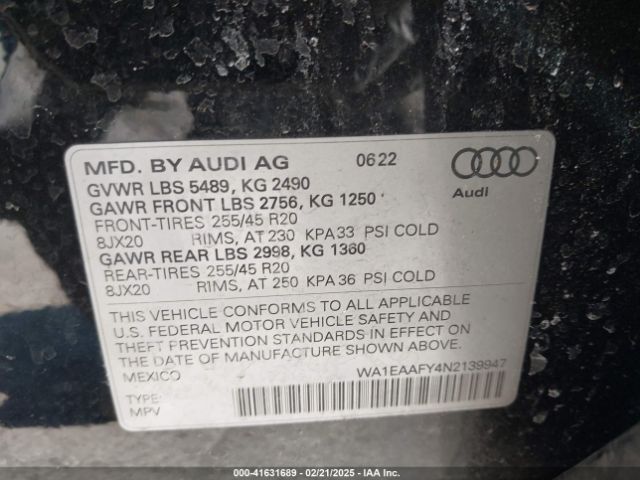 MFD. BY AUDI AG 0622
GVWR LBS 5489, KG 2490
GAWR FRONT LBS 2756, KG 1250
FRONT-TIRES 255/45 R20
8JX20 RIMS, AT 230 KPA 33 PSI COLD
GAWR REAR LBS 2998, KG 1360
REAR-TIRES 255/45 R20
8JX20 RIMS, AT 250 KPA 36 PSI COLD
Audi
THIS VEHICLE CONFORMS TO ALL APPLICABLE
U.S. FEDERAL MOTOR VEHICLE SAFETY AND
THEFT PREVENTION STANDARDS IN EFFECT ON
THE DATE OF MANUFACTURE SHOWN ABOVE.
MEXICO WA1EAAFY4N2139947
TYPE:
MPV
000-41631689 - 02/21/2025 - IAA Inc.